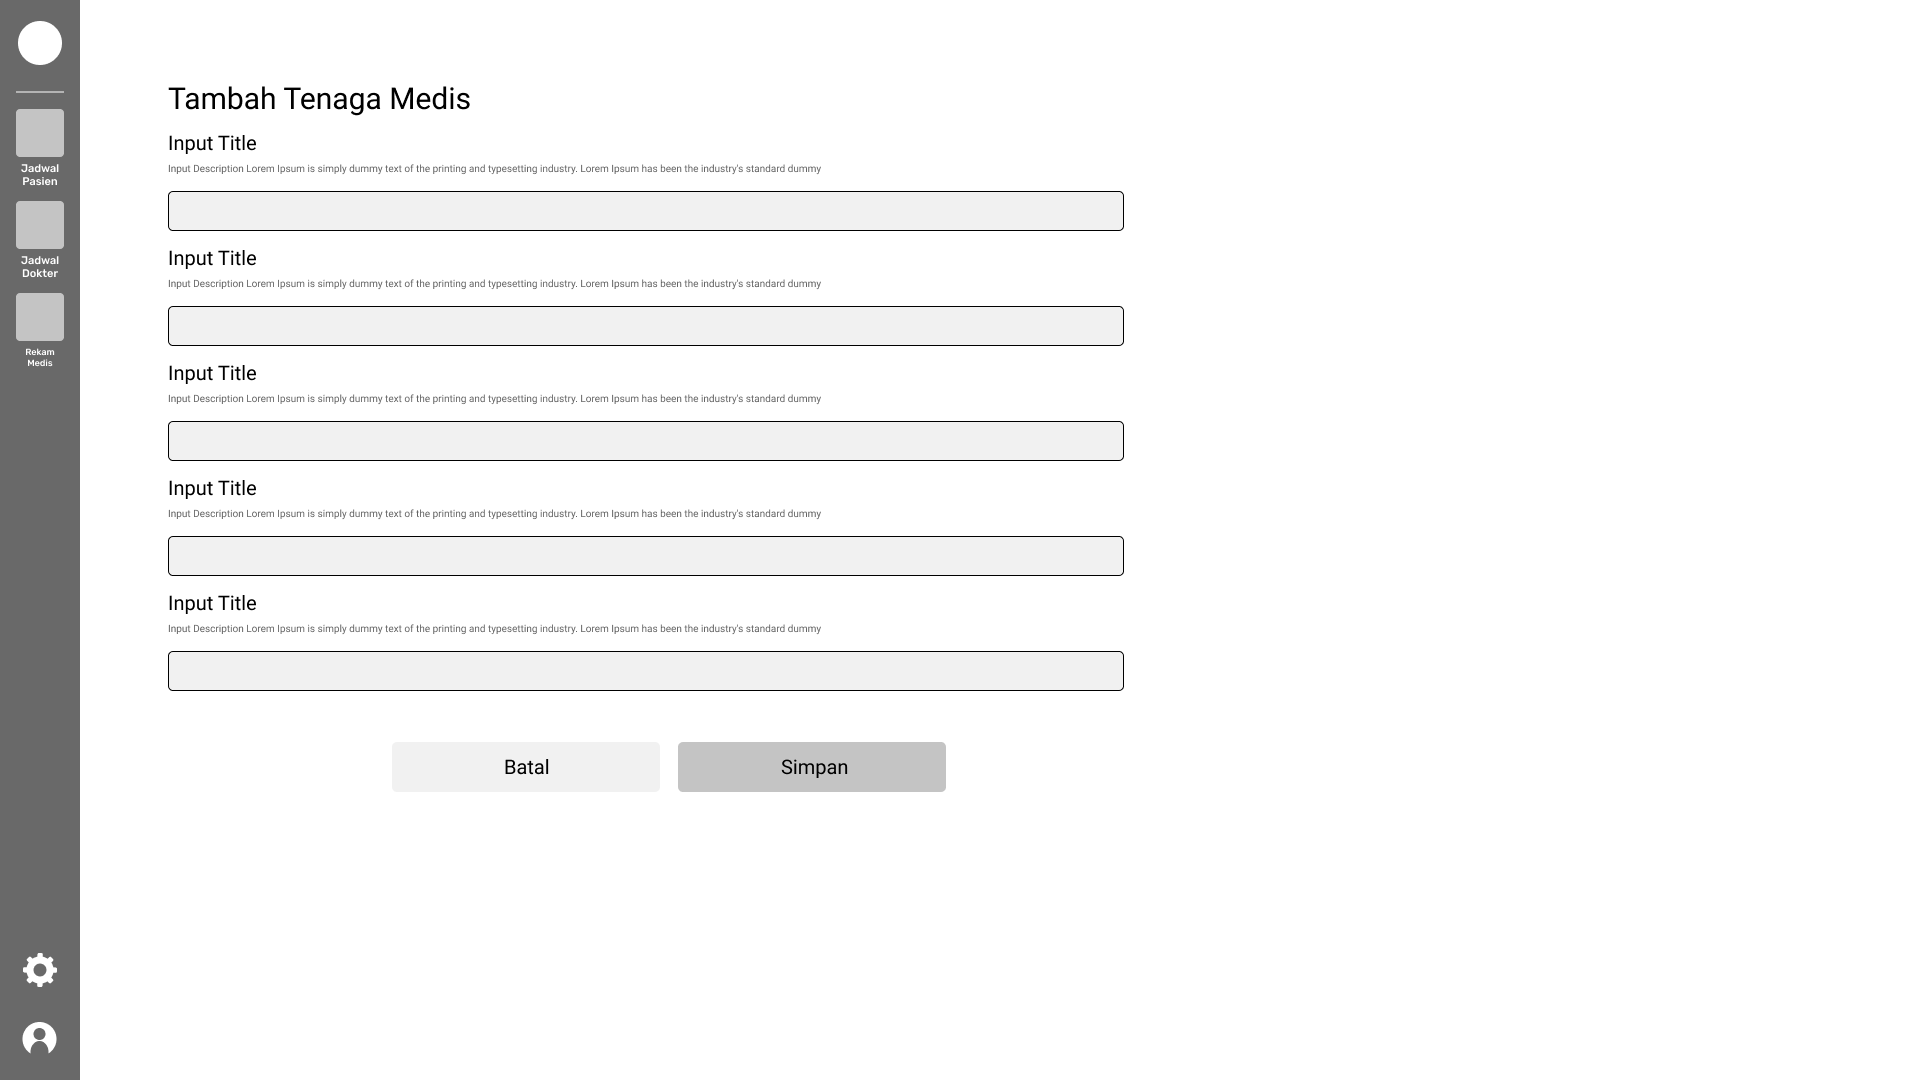 Jadwal
Pasien
Jadwal
Dokter
Rekam
Medis
Tambah Tenaga Medis
Input Title
Input Description Lorem Ipsum is simply dummy text of the printing and typesetting industry. Lorem Ipsum has been the industry's standard dummy
Input Title
Input Description Lorem Ipsum is simply dummy text of the printing and typesetting industry. Lorem Ipsum has been the industry's standard dummy
Input Title
Input Description Lorem Ipsum is simply dummy text of the printing and typesetting industry. Lorem Ipsum has been the industry's standard dummy
Input Title
Input Description Lorem Ipsum is simply dummy text of the printing and typesetting industry. Lorem Ipsum has been the industry's standard dummy
Input Title
Input Description Lorem Ipsum is simply dummy text of the printing and typesetting industry. Lorem Ipsum has been the industry's standard dummy
Batal
Simpan